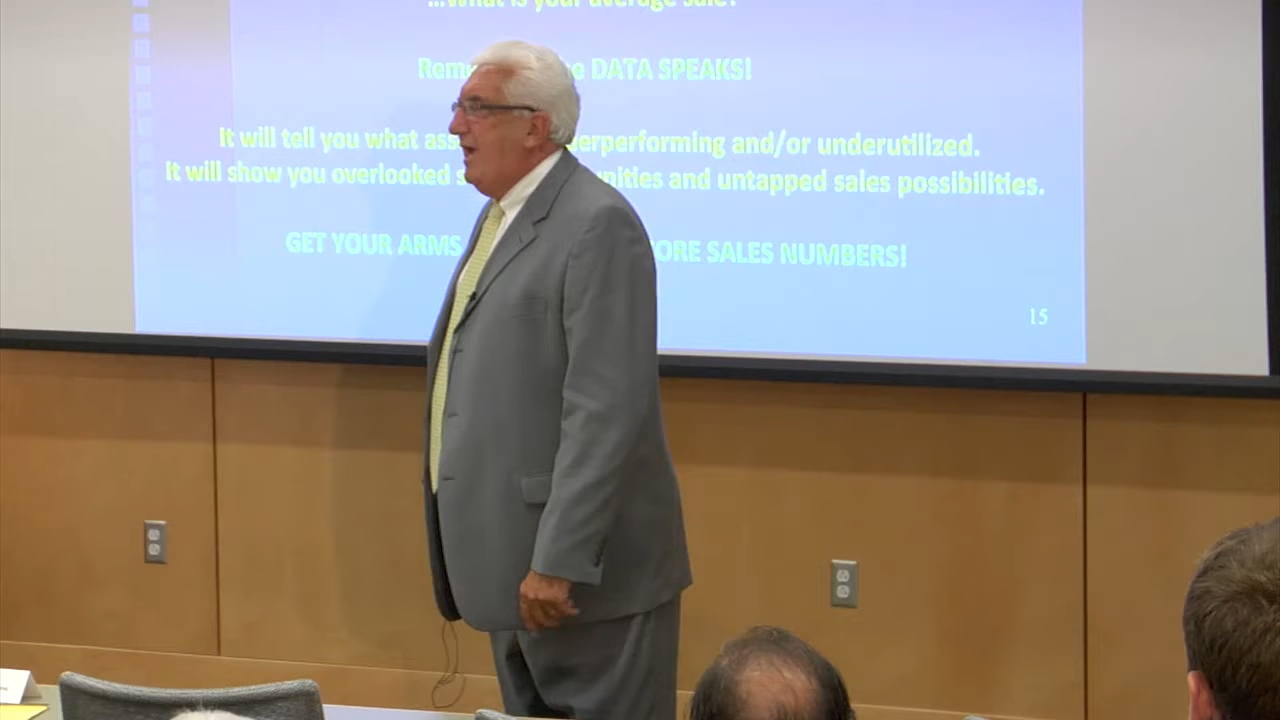 ...What is your average sale?
Rem e DATA SPEAKS!
It will tell you what ass erperforming and/or underutilized.
It will show you overlooked s nities and untapped sales possibilities.
GET YOUR ARMS ORE SALES NUMBERS!
15